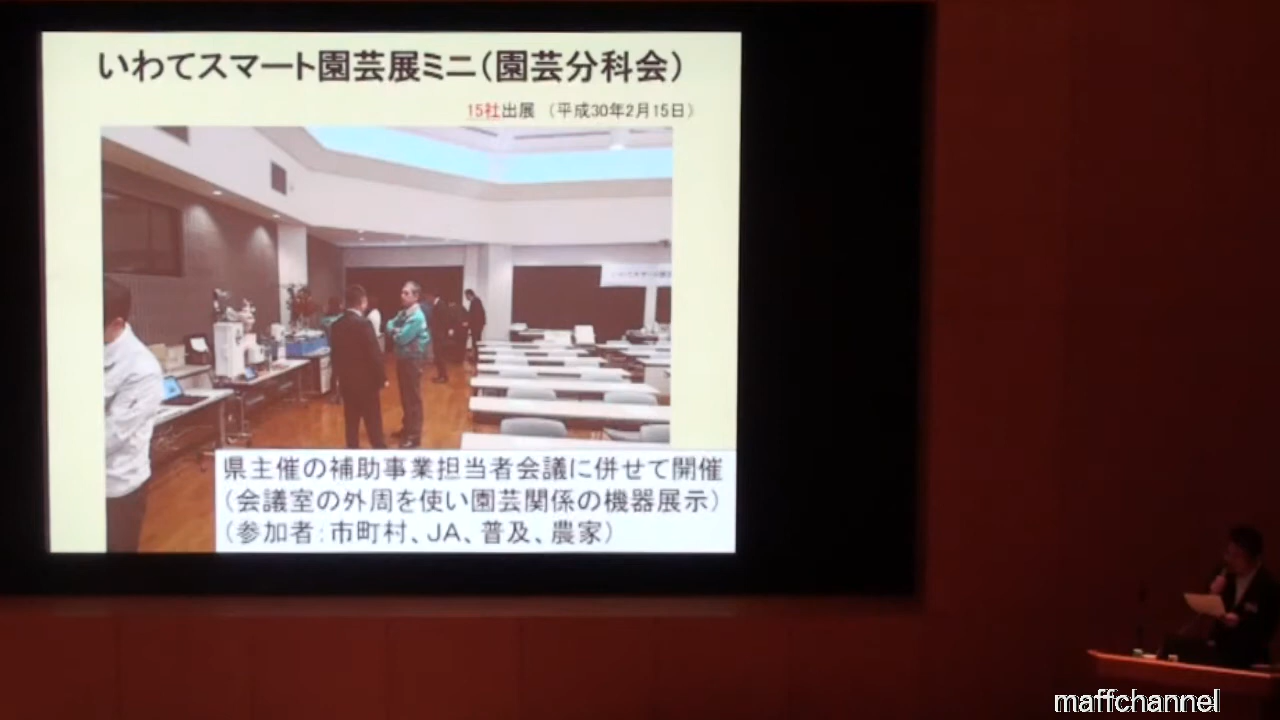 いわてスマート園芸展ミニ（園芸分科会）
15社出展 （平成30年2月15日）
県主催の補助事業担当者会議に併せて開催
（会議室の外周を使い園芸関係の機器展示）
（参加者：市町村、JA、普及、農家）
maffchannel